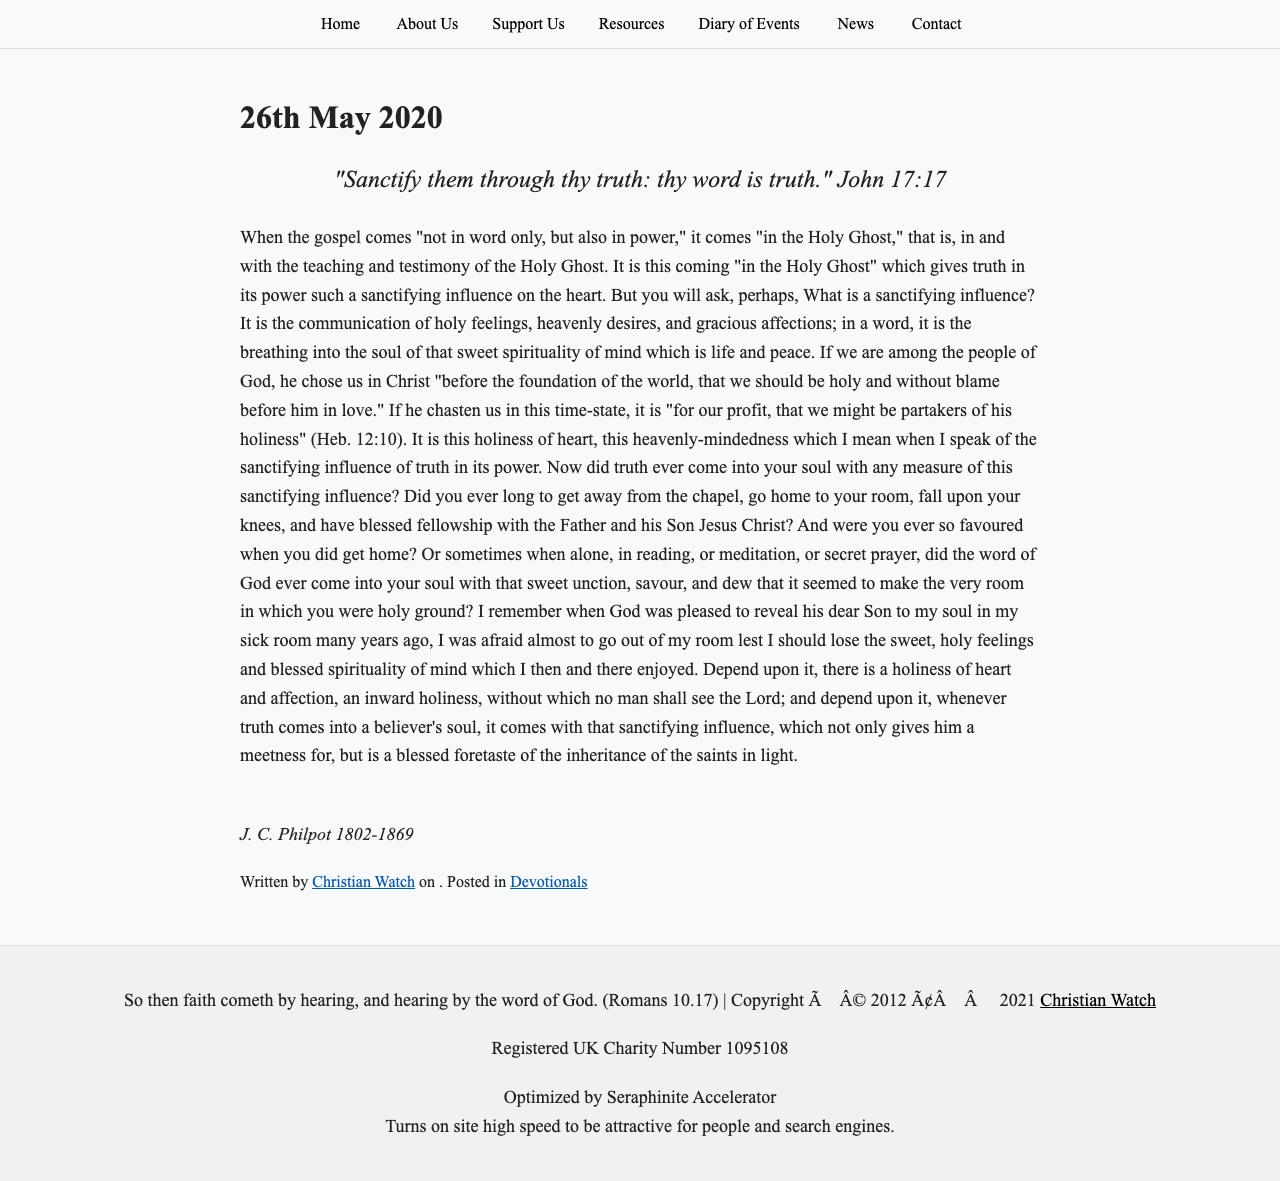 Home About Us Support Us Resources Diary of Events News Contact
26th May 2020
"Sanctify them through thy truth: thy word is truth." John 17:17
When the gospel comes "not in word only, but also in power," it comes "in the Holy Ghost," that is, in and
with the teaching and testimony of the Holy Ghost. It is this coming "in the Holy Ghost" which gives truth in
its power such a sanctifying influence on the heart. But you will ask, perhaps, What is a sanctifying influence?
It is the communication of holy feelings, heavenly desires, and gracious affections; in a word, it is the
breathing into the soul of that sweet spirituality of mind which is life and peace. If we are among the people of
God, he chose us in Christ "before the foundation of the world, that we should be holy and without blame
before him in love." If he chasten us in this time-state, it is "for our profit, that we might be partakers of his
holiness" (Heb. 12:10). It is this holiness of heart, this heavenly-mindedness which I mean when I speak of the
sanctifying influence of truth in its power. Now did truth ever come into your soul with any measure of this
sanctifying influence? Did you ever long to get away from the chapel, go home to your room, fall upon your
knees, and have blessed fellowship with the Father and his Son Jesus Christ? And were you ever so favoured
when you did get home? Or sometimes when alone, in reading, or meditation, or secret prayer, did the word of
God ever come into your soul with that sweet unction, savour, and dew that it seemed to make the very room
in which you were holy ground? I remember when God was pleased to reveal his dear Son to my soul in my
sick room many years ago, I was afraid almost to go out of my room lest I should lose the sweet, holy feelings
and blessed spirituality of mind which I then and there enjoyed. Depend upon it, there is a holiness of heart
and affection, an inward holiness, without which no man shall see the Lord; and depend upon it, whenever
truth comes into a believer's soul, it comes with that sanctifying influence, which not only gives him a
meetness for, but is a blessed foretaste of the inheritance of the saints in light.
J. C. Philpot 1802-1869
Written by Christian Watch on . Posted in Devotionals
So then faith cometh by hearing, and hearing by the word of God. (Romans 10.17) | Copyright Ã Â© 2012 Ã¢Â Â 2021 Christian Watch
Registered UK Charity Number 1095108
Optimized by Seraphinite Accelerator
Turns on site high speed to be attractive for people and search engines.